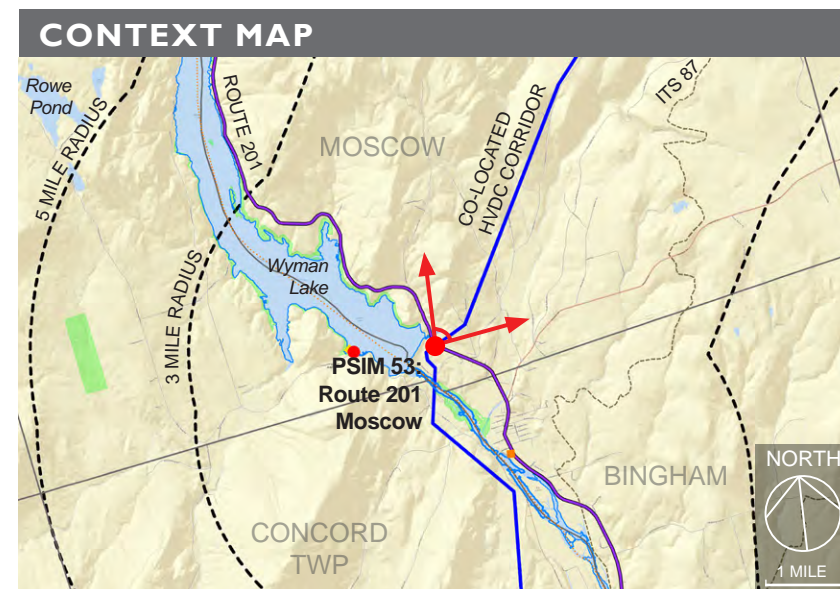 CONTEXT MAP
Rowe
Pond
5 MILE RADIUS
ROUTE 201
MOSCOW
ITS 87
CO-LOCATED
HVDC CORRIDOR
3 MILE RADIUS
Wyman
Lake
PSIM 53:
Route 201
Moscow
BINGHAM
NORTH
CONCORD
TWP
1 MILE